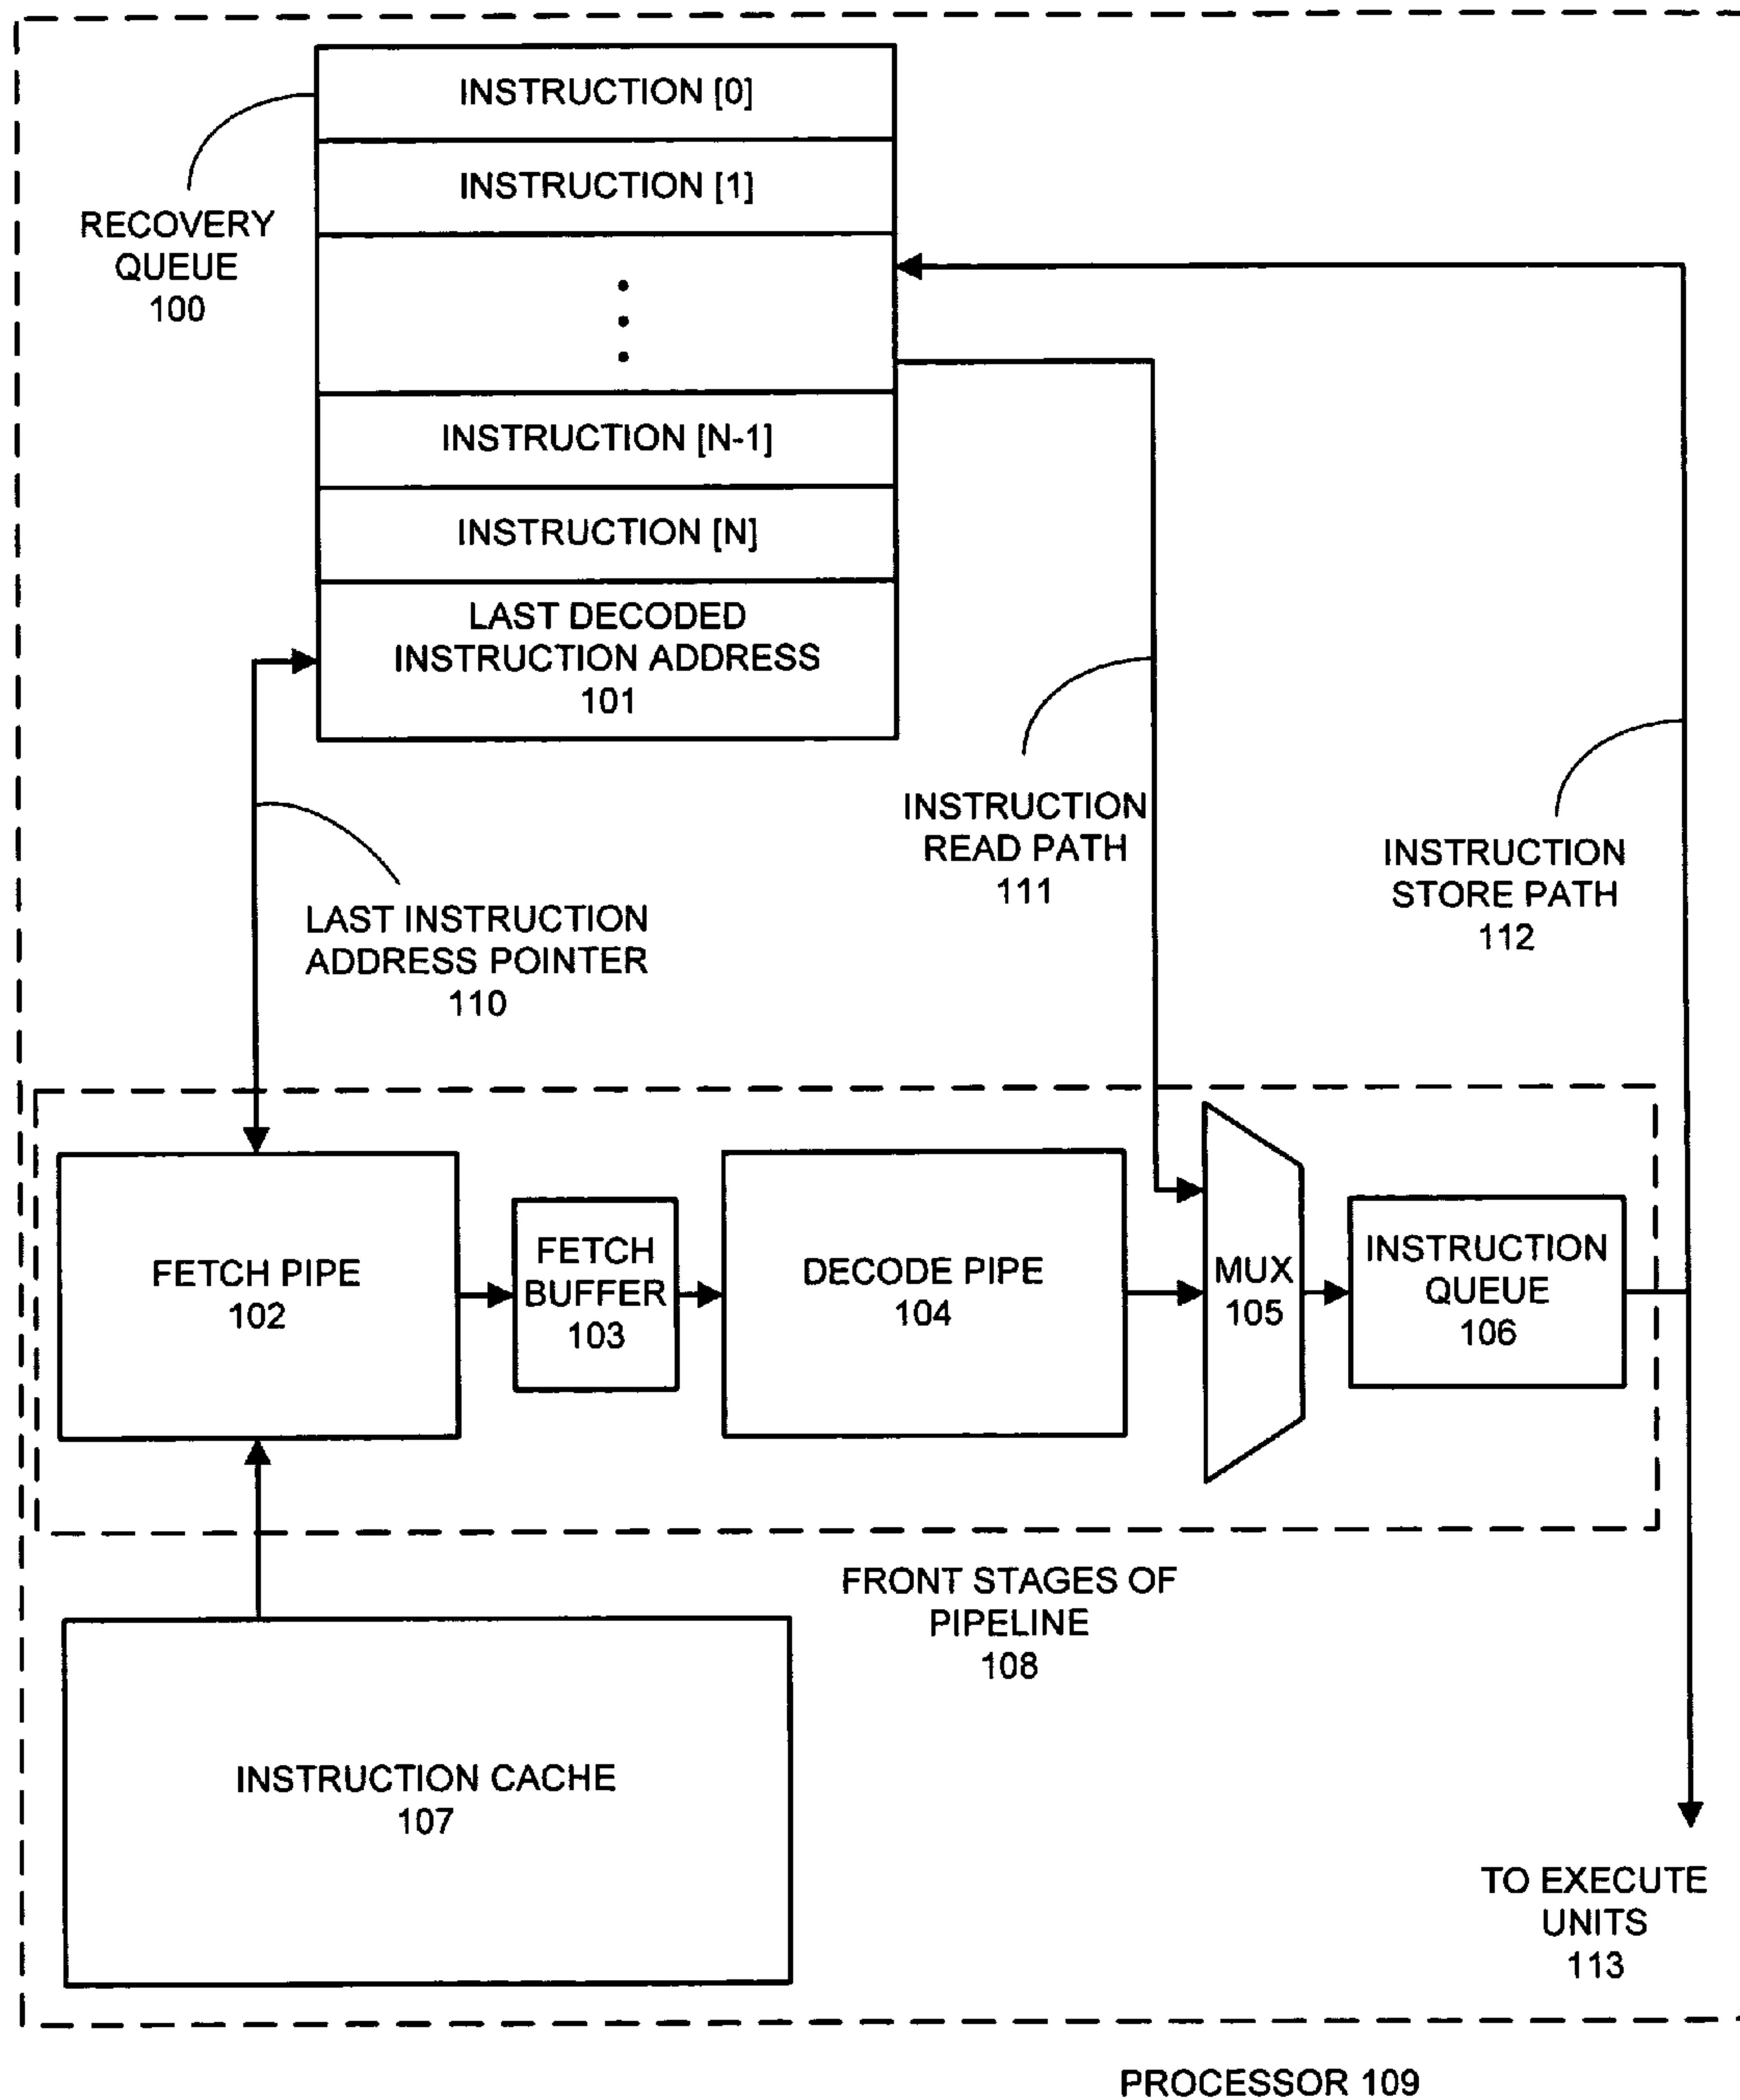 INSTRUCTION [0]
INSTRUCTION [1]
RECOVERY
QUEUE
100
INSTRUCTION [N-1]
INSTRUCTION [N]
LAST DECODED
INSTRUCTION ADDRESS
101
INSTRUCTION
READ PATH
111
INSTRUCTION
STORE PATH
112
LAST INSTRUCTION
ADDRESS POINTER
110
FETCH PIPE
102
FETCH
BUFFER
103
DECODE PIPE
104
MUX
105
INSTRUCTION
QUEUE
106
FRONT STAGES OF
PIPELINE
108
INSTRUCTION CACHE
107
TO EXECUTE
UNITS
113
PROCESSOR 109